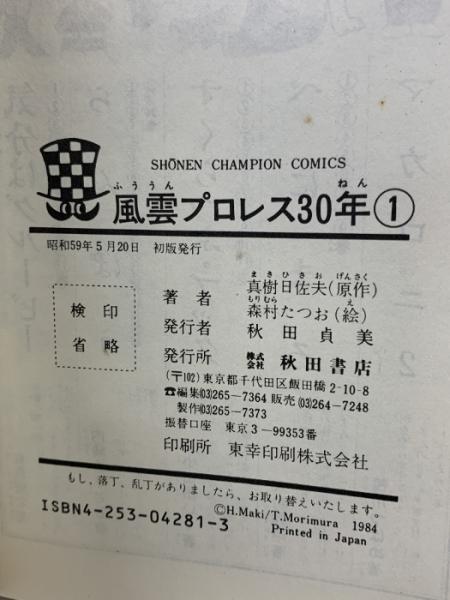 SHŌNEN CHAMPION COMICS
ふううん ねん
風雲プロレス30年①
昭和59年5月20日 初版発行
検印
省略
まきひさお げんさく
著者 真樹日佐夫(原作)
もりむら え
森村たつお(絵)
発行者 秋田貞美
発行所 株式会社 秋田書店
(〒102)東京都千代田区飯田橋2-10-8
☎編集(03)265-7364 販売(03)264-7248
製作(03)265-7373
振替口座 東京3-99353番
印刷所 東幸印刷株式会社
もし、落丁、乱丁がありましたら、お取り替えいたします。
ISBN4-253-04281-3
©H.Maki/T.Morimura 1984
Printed in Japan